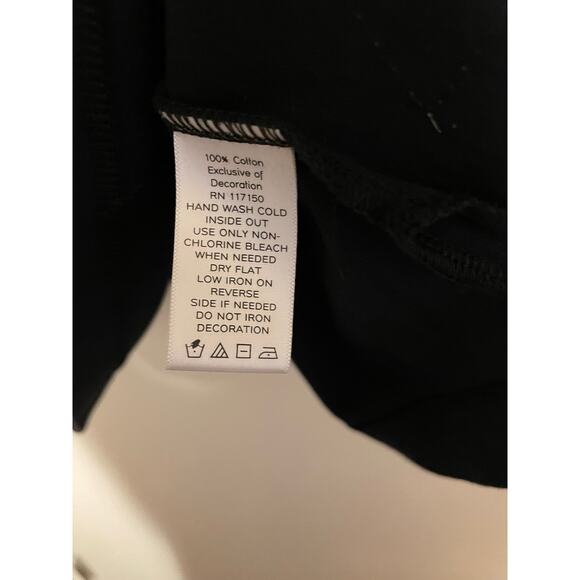 100% Cotton
Exclusive of
Decoration
RN 117150
HAND WASH COLD
INSIDE OUT
USE ONLY NON-
CHLORINE BLEACH
WHEN NEEDED
DRY FLAT
LOW IRON ON
REVERSE
SIDE IF NEEDED
DO NOT IRON
DECORATION